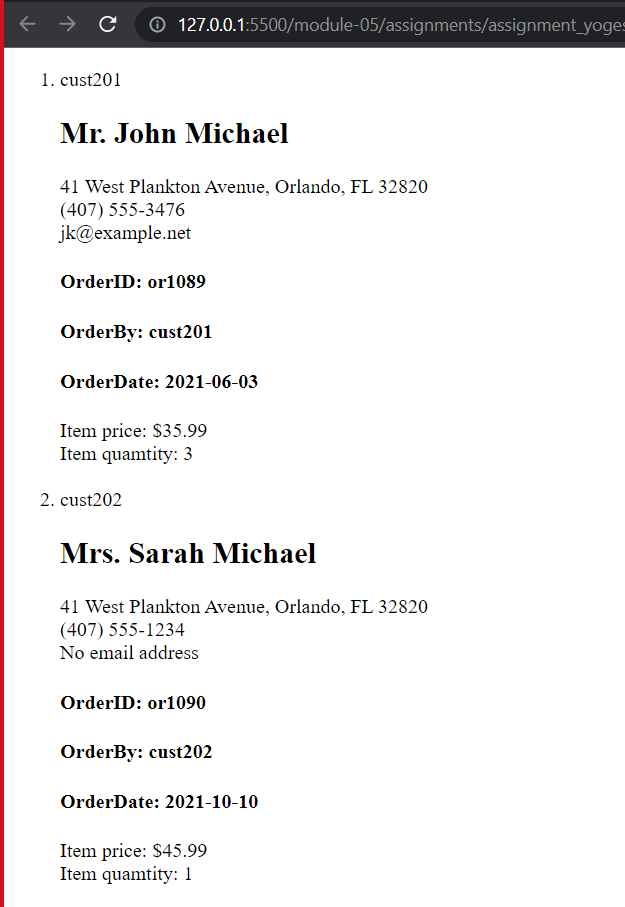 127.0.0.1:5500/module-05/assignments/assignment_yoges
1. cust201
Mr. John Michael
41 West Plankton Avenue, Orlando, FL 32820
(407) 555-3476
jk@example.net
OrderID: or1089
OrderBy: cust201
OrderDate: 2021-06-03
Item price: $35.99
Item quamtity: 3
2. cust202
Mrs. Sarah Michael
41 West Plankton Avenue, Orlando, FL 32820
(407) 555-1234
No email address
OrderID: or1090
OrderBy: cust202
OrderDate: 2021-10-10
Item price: $45.99
Item quamtity: 1